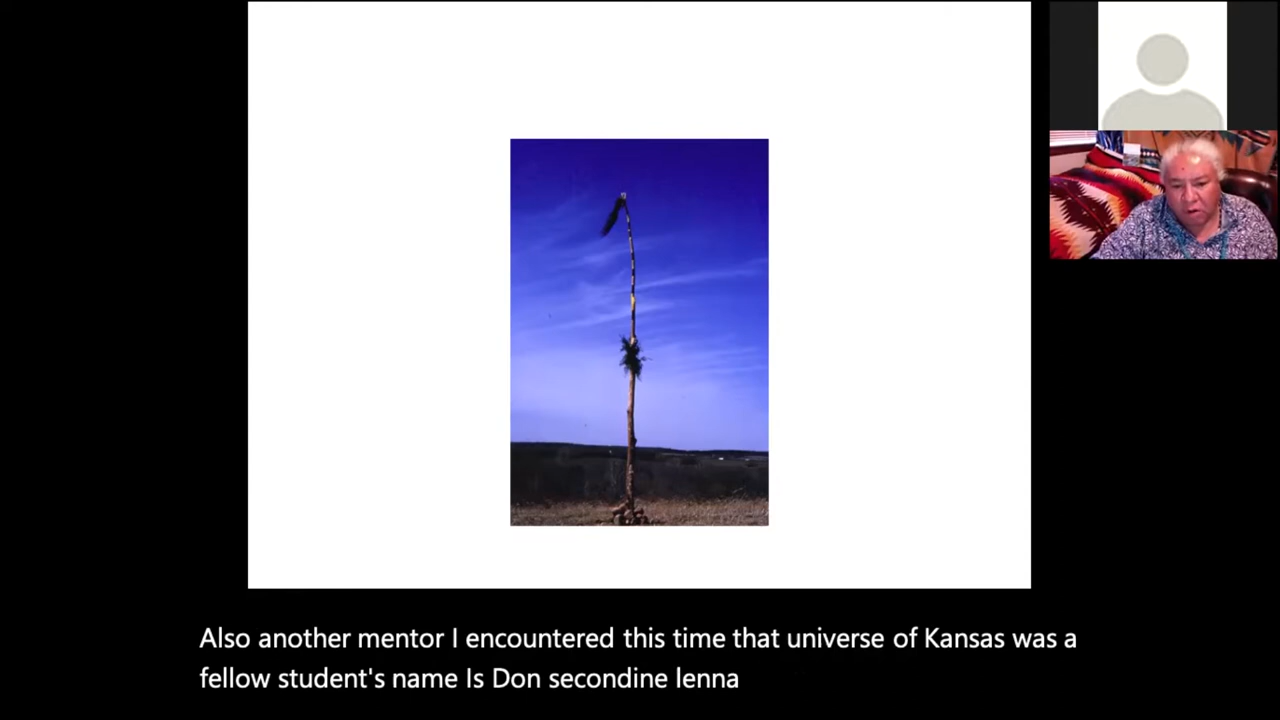 Also another mentor I encountered this time that universe of Kansas was a
fellow student's name Is Don secondine lenna